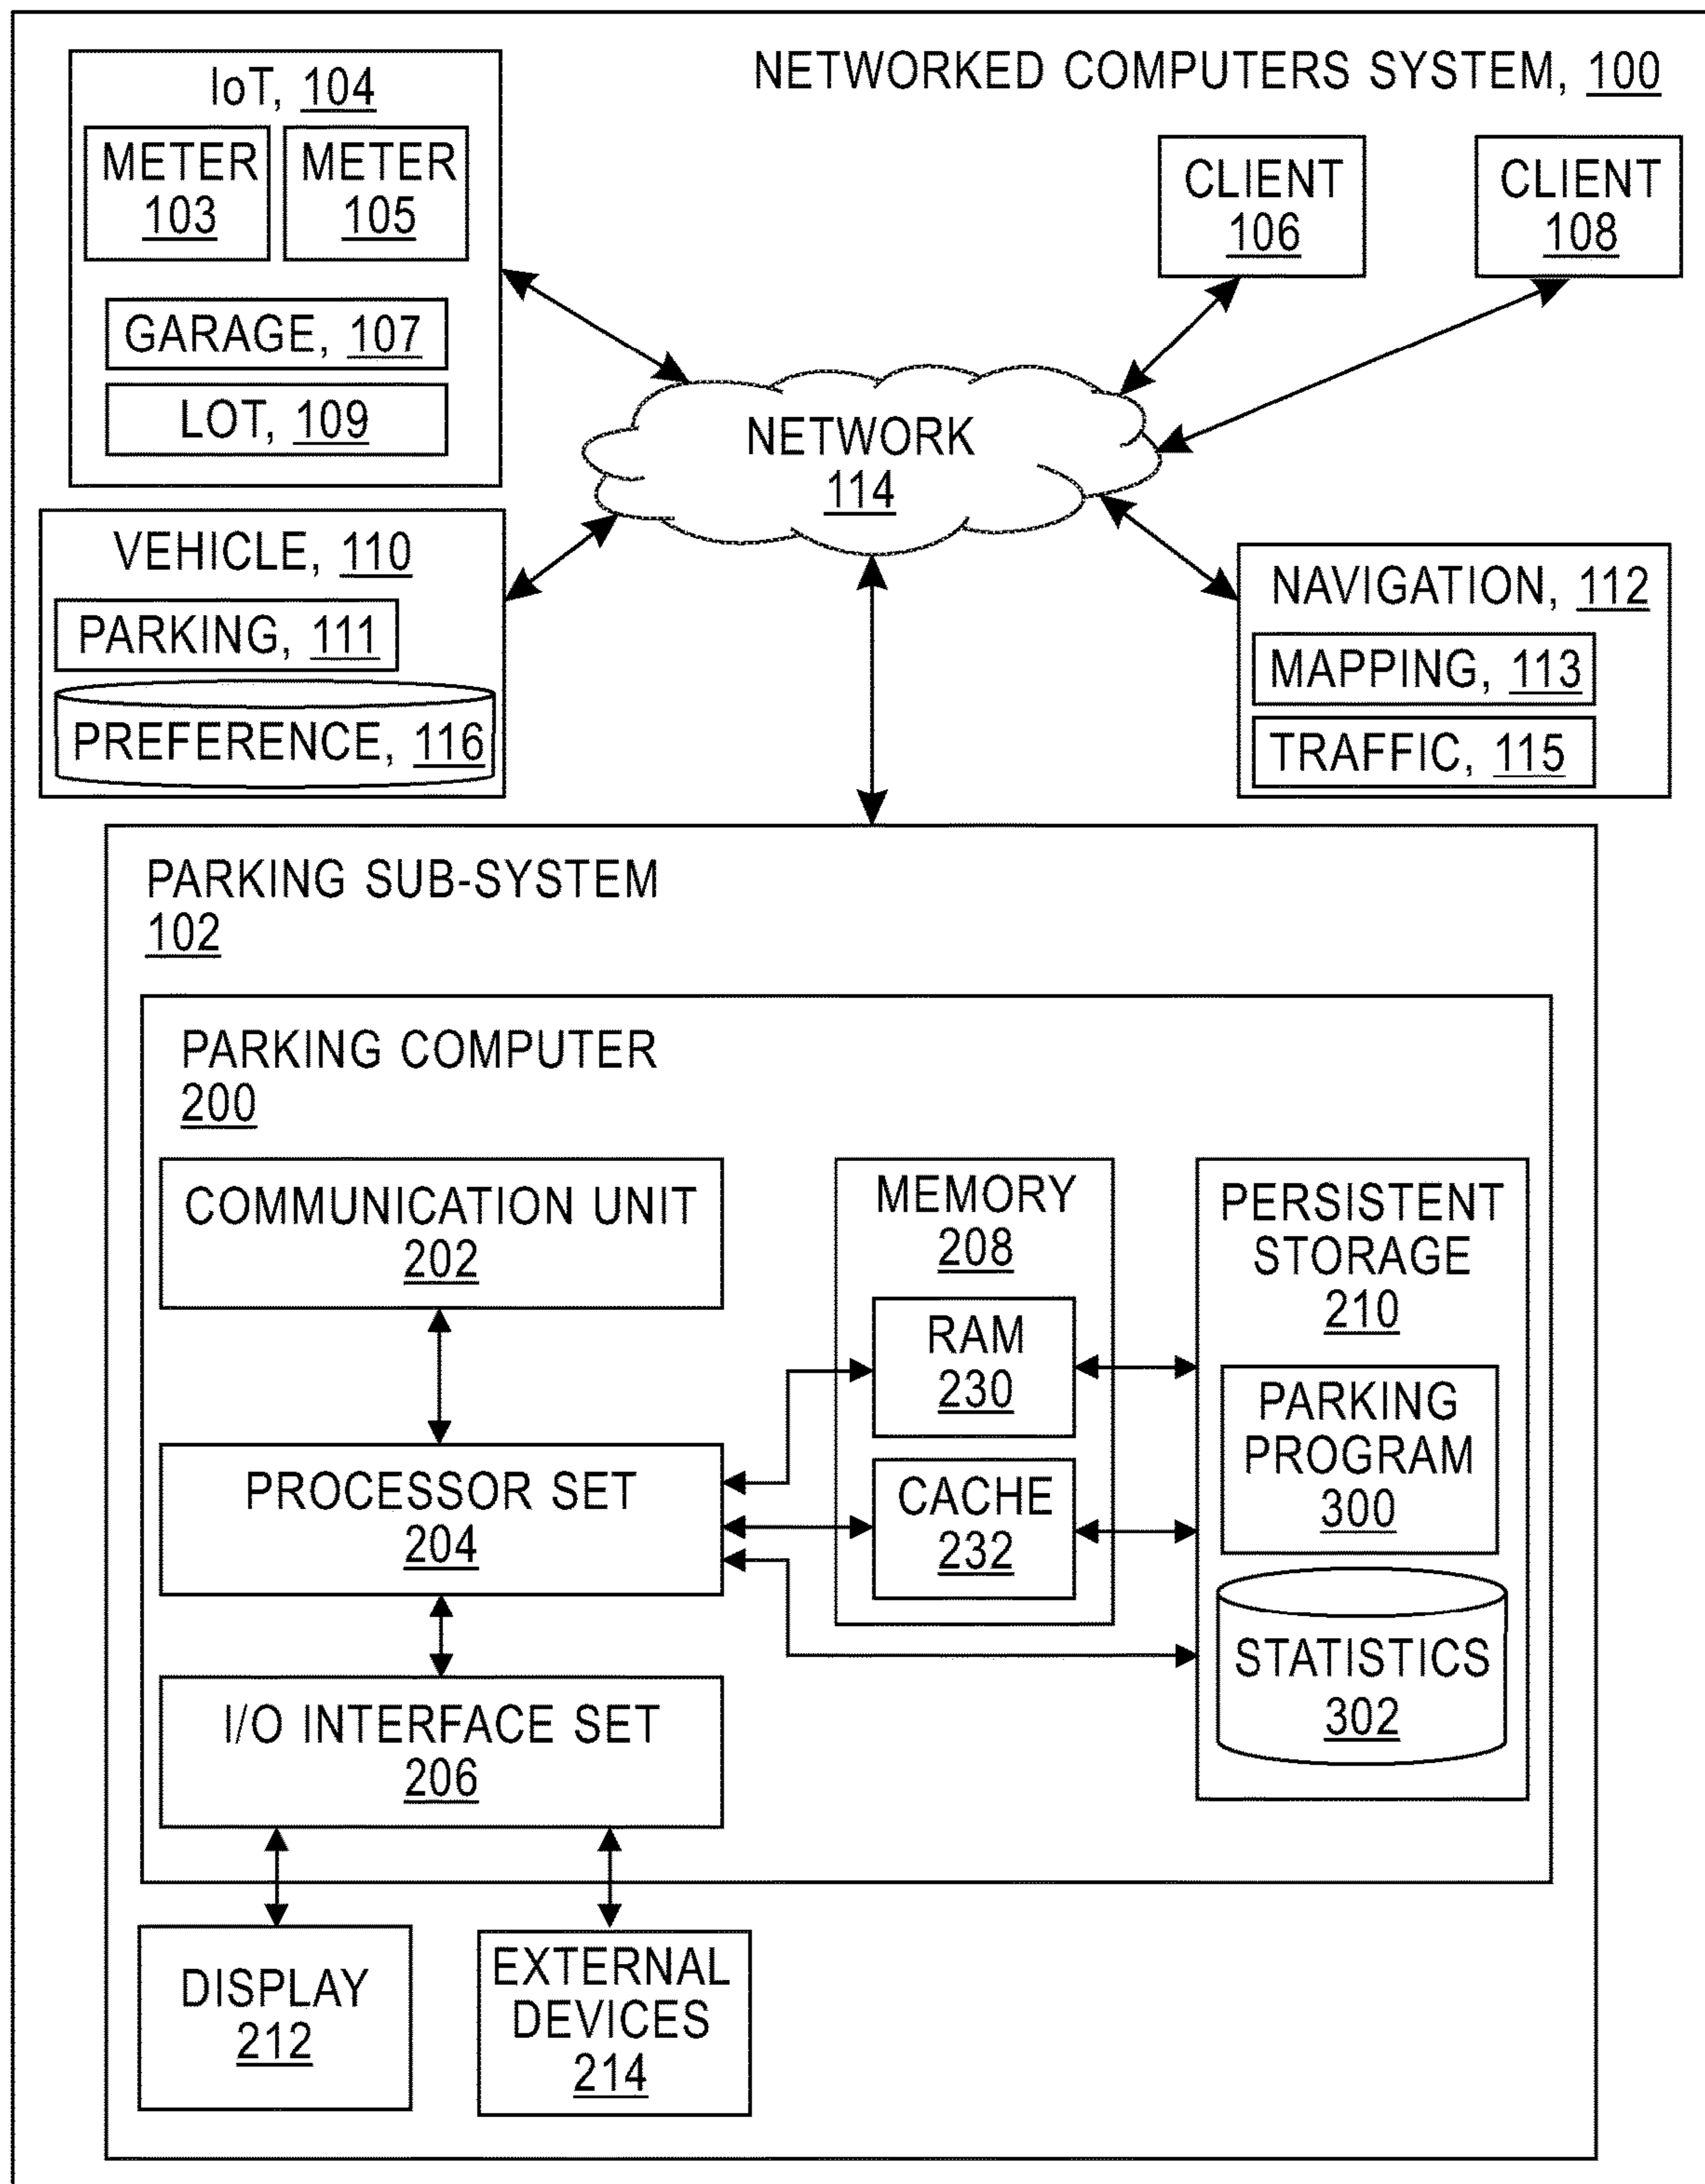 NETWORKED COMPUTERS SYSTEM, 100
IoT, 104
METER
103
METER
105
GARAGE, 107
LOT, 109
CLIENT
106
CLIENT
108
NETWORK
114
VEHICLE, 110
PARKING, 111
PREFERENCE, 116
NAVIGATION, 112
MAPPING, 113
TRAFFIC, 115
PARKING SUB-SYSTEM
102
PARKING COMPUTER
200
COMMUNICATION UNIT
202
PROCESSOR SET
204
I/O INTERFACE SET
206
MEMORY
208
RAM
230
CACHE
232
PERSISTENT
STORAGE
210
PARKING
PROGRAM
300
STATISTICS
302
DISPLAY
212
EXTERNAL
DEVICES
214